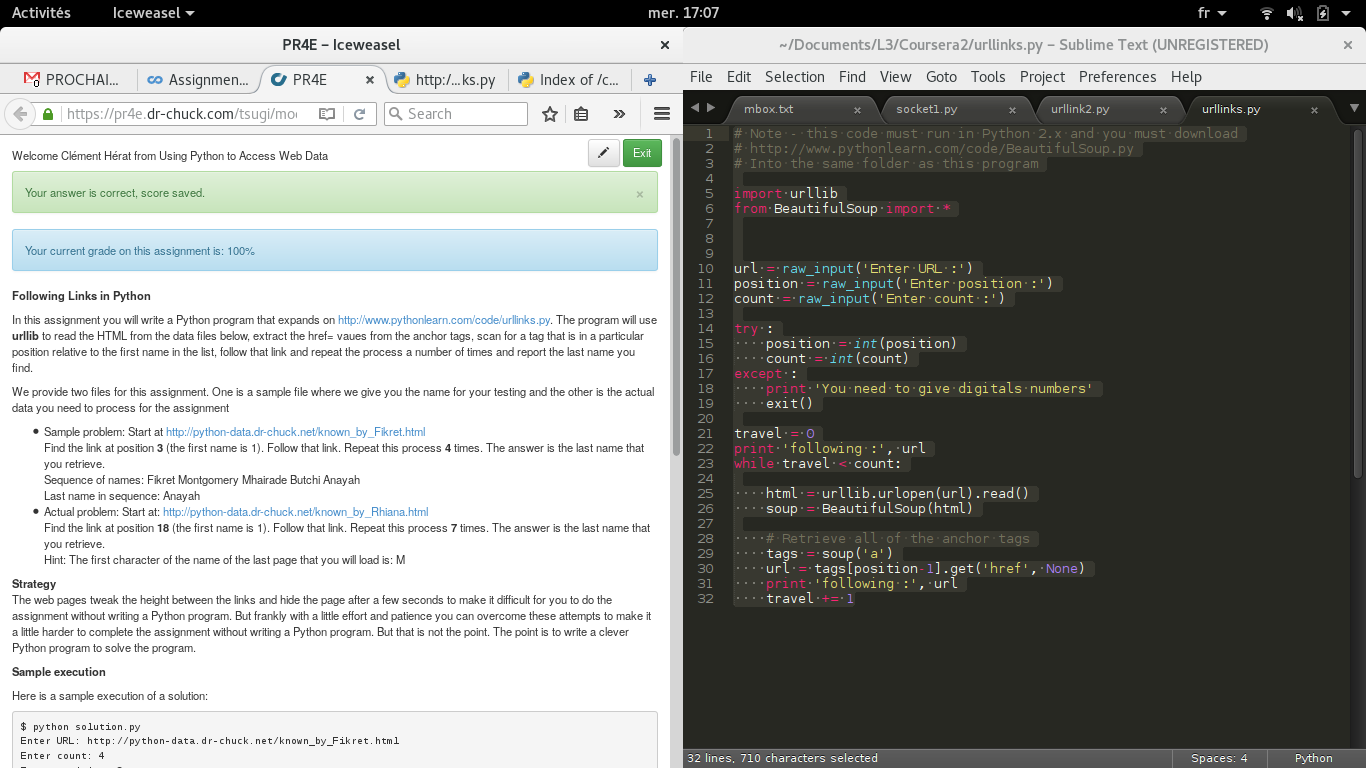 Activités Iceweasel mer. 17:07 fr
PR4E – Iceweasel
PROCHAI... Assignmen... PR4E http:/...ks.py Index of /c...
https://pr4e.dr-chuck.com/tsugi/mod Search
Welcome Clément Hérat from Using Python to Access Web Data Exit
Your answer is correct, score saved. ×
Your current grade on this assignment is: 100%
Following Links in Python
In this assignment you will write a Python program that expands on http://www.pythonlearn.com/code/urllinks.py. The program will use
urllib to read the HTML from the data files below, extract the href= vaues from the anchor tags, scan for a tag that is in a particular
position relative to the first name in the list, follow that link and repeat the process a number of times and report the last name you
find.
We provide two files for this assignment. One is a sample file where we give you the name for your testing and the other is the actual
data you need to process for the assignment
Sample problem: Start at http://python-data.dr-chuck.net/known_by_Fikret.html
Find the link at position 3 (the first name is 1). Follow that link. Repeat this process 4 times. The answer is the last name that
you retrieve.
Sequence of names: Fikret Montgomery Mhairade Butchi Anayah
Last name in sequence: Anayah
Actual problem: Start at: http://python-data.dr-chuck.net/known_by_Rhiana.html
Find the link at position 18 (the first name is 1). Follow that link. Repeat this process 7 times. The answer is the last name that
you retrieve.
Hint: The first character of the name of the last page that you will load is: M
Strategy
The web pages tweak the height between the links and hide the page after a few seconds to make it difficult for you to do the
assignment without writing a Python program. But frankly with a little effort and patience you can overcome these attempts to make it
a little harder to complete the assignment without writing a Python program. But that is not the point. The point is to write a clever
Python program to solve the program.
Sample execution
Here is a sample execution of a solution:
$ python solution.py
Enter URL: http://python-data.dr-chuck.net/known_by_Fikret.html
Enter count: 4
~/Documents/L3/Coursera2/urllinks.py – Sublime Text (UNREGISTERED)
File Edit Selection Find View Goto Tools Project Preferences Help
mbox.txt socket1.py urllink2.py urllinks.py
1 # Note - this code must run in Python 2.x and you must download
2 # http://www.pythonlearn.com/code/BeautifulSoup.py
3 # Into the same folder as this program
4
5 import urllib
6 from BeautifulSoup import *
7
8
9
10 url = raw_input('Enter URL :')
11 position = raw_input('Enter position :')
12 count = raw_input('Enter count :')
13
14 try :
15 position = int(position)
16 count = int(count)
17 except :
18 print 'You need to give digitals numbers'
19 exit()
20
21 travel = 0
22 print 'following :', url
23 while travel < count:
24
25 html = urllib.urlopen(url).read()
26 soup = BeautifulSoup(html)
27
28 # Retrieve all of the anchor tags
29 tags = soup('a')
30 url = tags[position-1].get('href', None)
31 print 'following :', url
32 travel += 1
32 lines, 710 characters selected Spaces: 4 Python